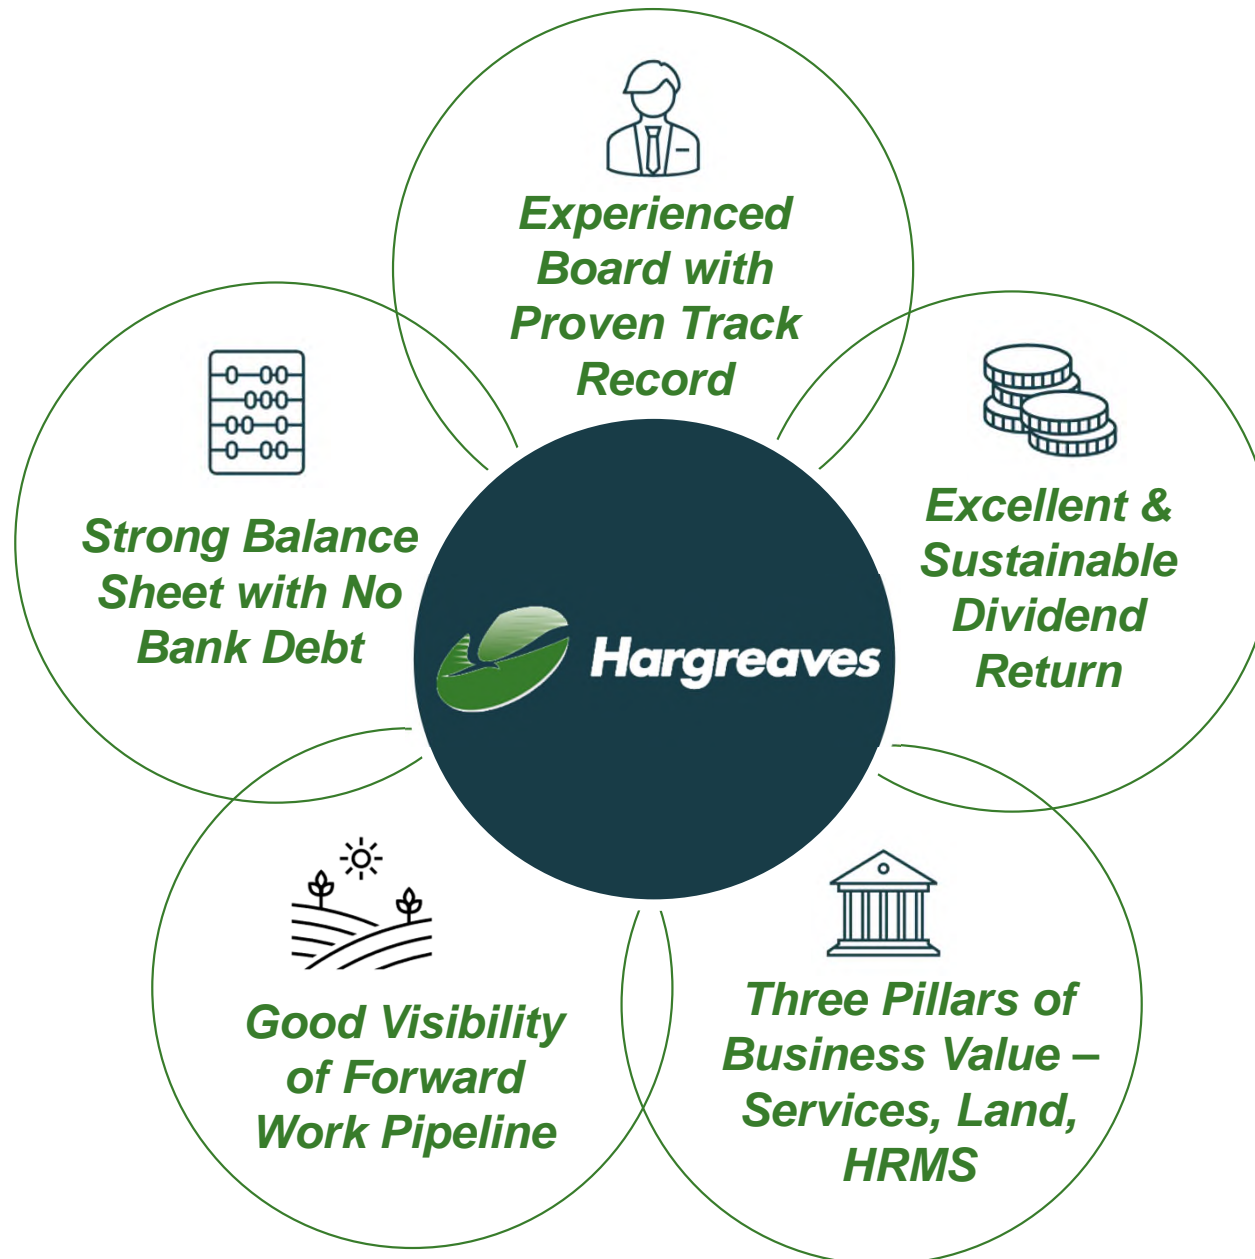 Experienced
Board with
Proven Track
Record
Strong Balance
Sheet with No
Bank Debt
Excellent &
Sustainable
Dividend
Return
Hargreaves
Good Visibility
of Forward
Work Pipeline
Three Pillars of
Business Value –
Services, Land,
HRMS